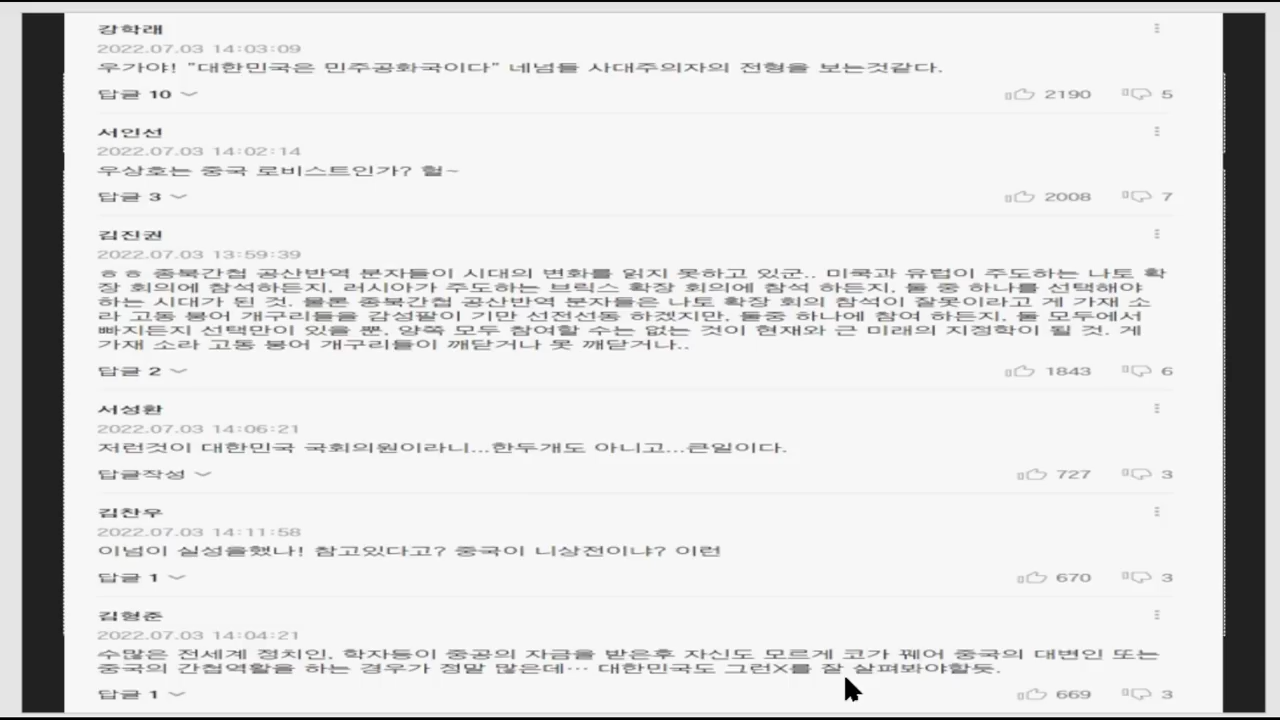 강학래
2022.07.03 14:03:09
우가야! "대한민국은 민주공화국이다" 네넘들 사대주의자의 전형을 보는것같다.
답글 10
2190 5
서인선
2022.07.03 14:02:14
우상호는 중국 로비스트인가? 헐~
답글 3
2008 7
김진권
2022.07.03 13:59:39
ㅎㅎ 종북간첩 공산반역 분자들이 시대의 변화를 읽지 못하고 있군.. 미국과 유럽이 주도하는 나토 확
장 회의에 참석하든지, 러시아가 주도하는 브릭스 확장 회의에 참석 하든지, 둘 중 하나를 선택해야
하는 시대가 된 것. 물론 종북간첩 공산반역 분자들은 나토 확장 회의 참석이 잘못이라고 게 가재 소
라 고동 붕어 개구리들을 감성팔이 기만 선전선동 하겠지만, 둘중 하나에 참여 하든지, 둘 모두에서
빠지든지 선택만이 있을 뿐, 양쪽 모두 참여할 수는 없는 것이 현재와 근 미래의 지정학이 될 것. 게
가재 소라 고동 붕어 개구리들이 깨닫거나 못 깨닫거나..
답글 2
1843 6
서성환
2022.07.03 14:06:21
저런것이 대한민국 국회의원이라니...한두개도 아니고...큰일이다.
답글작성
727 3
김찬우
2022.07.03 14:11:58
이넘이 실성을했나! 참고있다고? 중국이 니상전이냐? 이런
답글 1
670 3
김형준
2022.07.03 14:04:21
수많은 전세계 정치인, 학자등이 중공의 자금을 받은후 자신도 모르게 코가 꿰어 중국의 대변인 또는
중국의 간첩역활을 하는 경우가 정말 많은데… 대한민국도 그런X를 잘 살펴봐야할듯.
답글 1
669 3